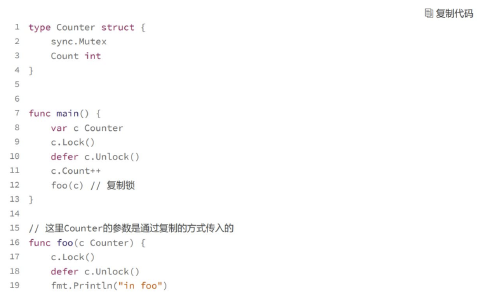 复制代码
1 type Counter struct {
2     sync.Mutex
3     Count int
4 }
5
6
7 func main() {
8     var c Counter
9     c.Lock()
10     defer c.Unlock()
11     c.Count++
12     foo(c) // 复制锁
13 }
14
15 // 这里Counter的参数是通过复制的方式传入的
16 func foo(c Counter) {
17     c.Lock()
18     defer c.Unlock()
19     fmt.Println("in foo")